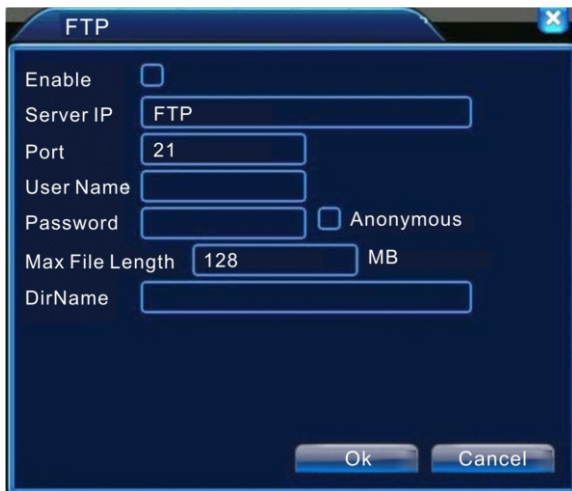 FTP
Enable
Server IP FTP
Port 21
User Name
Password Anonymous
Max File Length 128 MB
DirName
Ok Cancel